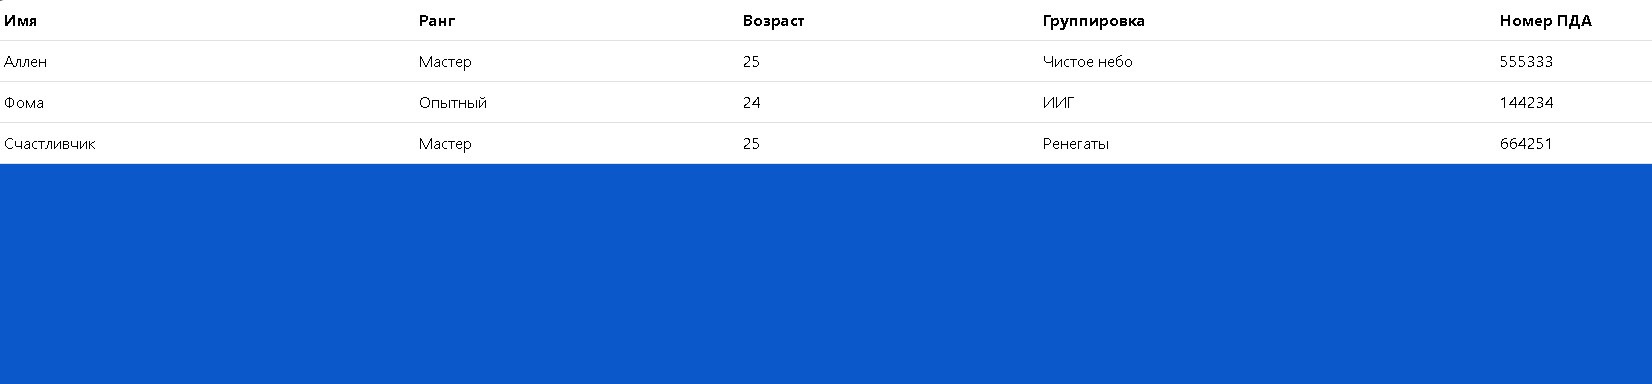 Имя Ранг Возраст Группировка Номер ПДА
Аллен Мастер 25 Чистое небо 555333
Фома Опытный 24 ИИГ 144234
Счастливчик Мастер 25 Ренегаты 664251